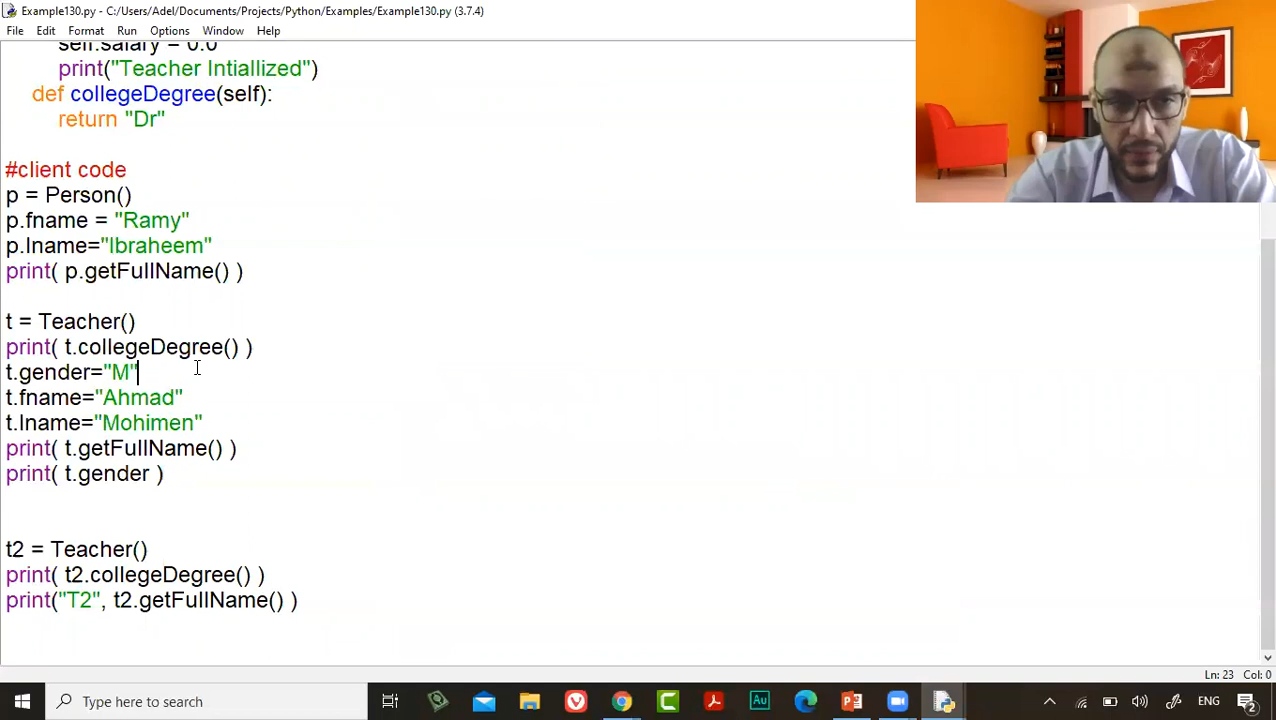 Example130.py - C:/Users/Adel/Documents/Projects/Python/Examples/Example130.py (3.7.4)
File Edit Format Run Options Window Help
self.salary = 0.0
print("Teacher Intiallized")
def collegeDegree(self):
return "Dr"
#client code
p = Person()
p.fname = "Ramy"
p.lname="Ibraheem"
print( p.getFullName() )
t = Teacher()
print( t.collegeDegree() )
t.gender="M"
t.fname="Ahmad"
t.lname="Mohimen"
print( t.getFullName() )
print( t.gender )
t2 = Teacher()
print( t2.collegeDegree() )
print("T2", t2.getFullName() )
Ln: 23 Col: 0
Type here to search
ENG
2